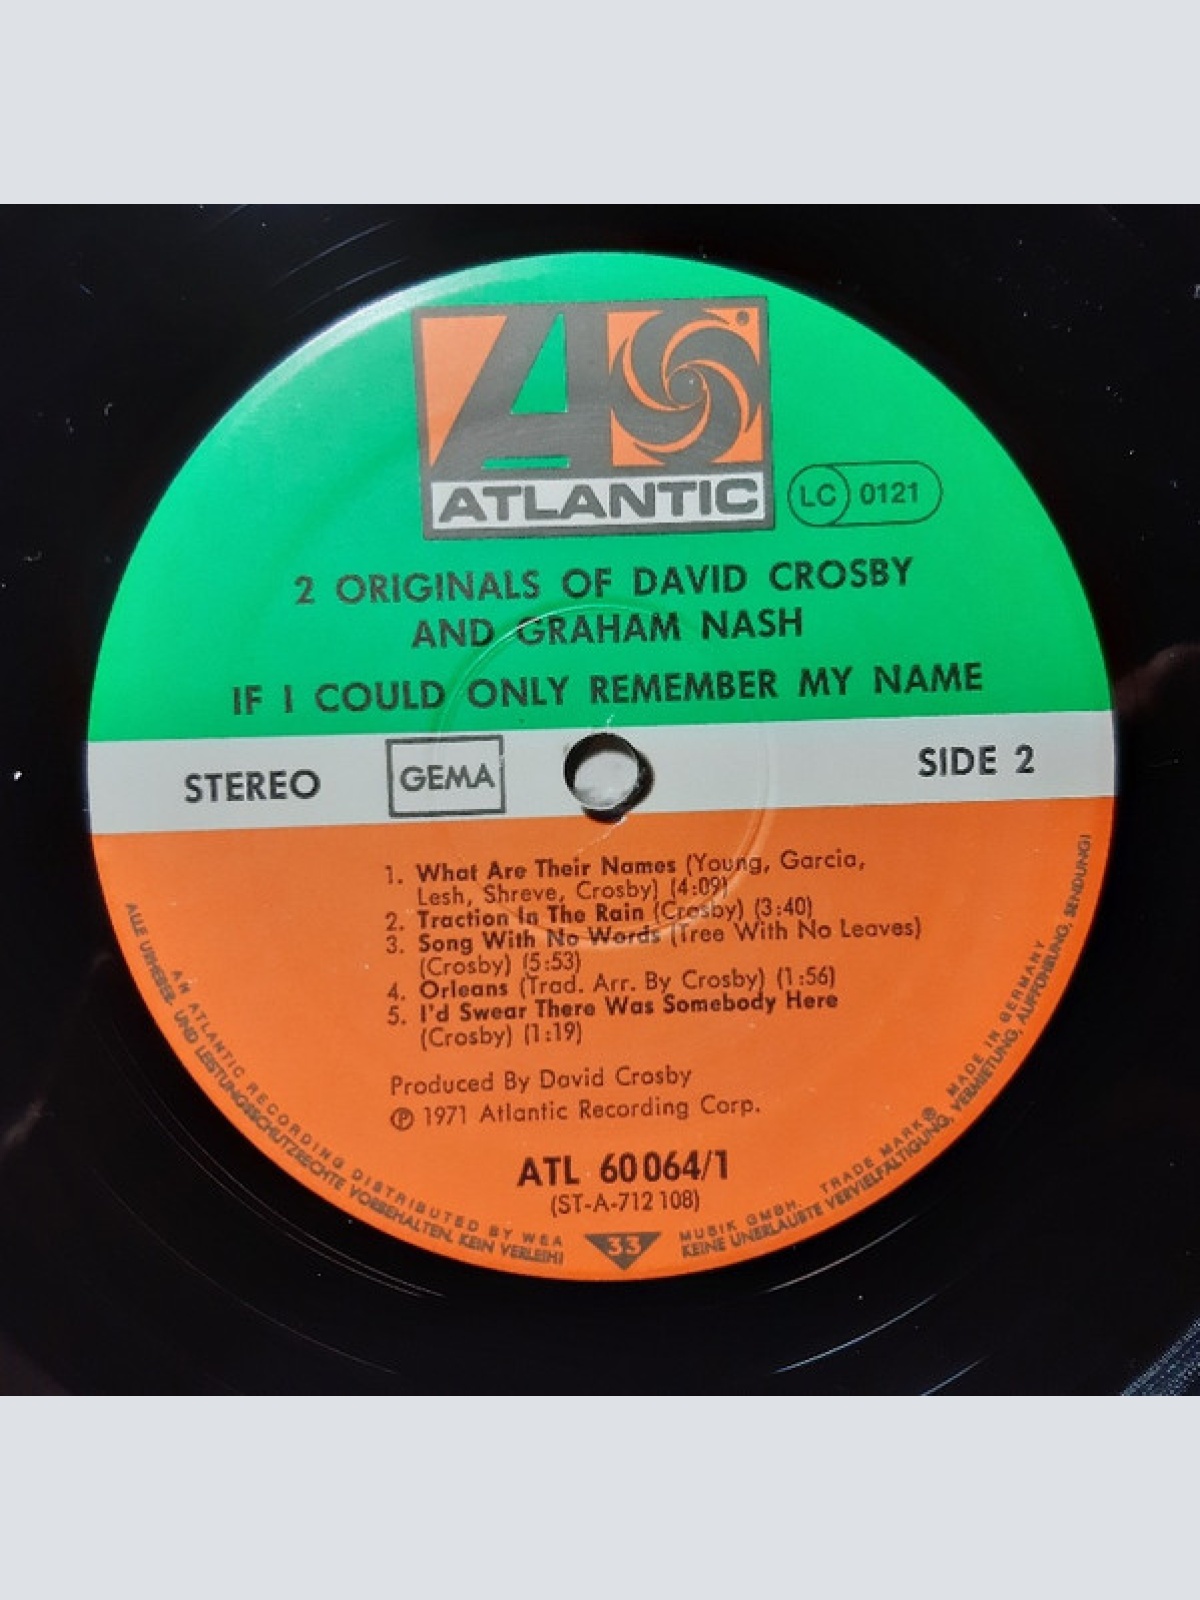 ATLANTIC
®
LC 0121
2 ORIGINALS OF DAVID CROSBY
AND GRAHAM NASH
IF I COULD ONLY REMEMBER MY NAME
STEREO
GEMA
SIDE 2
1. What Are Their Names (Young, Garcia,
Lesh, Shreve, Crosby) (4:09)
2. Traction In The Rain (Crosby) (3:40)
3. Song With No Words (Tree With No Leaves)
(Crosby) (5:53)
4. Orleans (Trad. Arr. By Crosby) (1:56)
5. I'd Swear There Was Somebody Here
(Crosby) (1:19)
Produced By David Crosby
℗ 1971 Atlantic Recording Corp.
ATL 60064/1
(ST-A-712 108)
33
AN ATLANTIC RECORDING DISTRIBUTED BY WEA MUSIK GMBH. TRADE MARK® MADE IN GERMANY
ALLE URHEBER- UND LEISTUNGSSCHUTZRECHTE VORBEHALTEN. KEIN VERLEIH! KEINE UNERLAUBTE VERVIELFÄLTIGUNG, VERMIETUNG, AUFFÜHRUNG, SENDUNG!